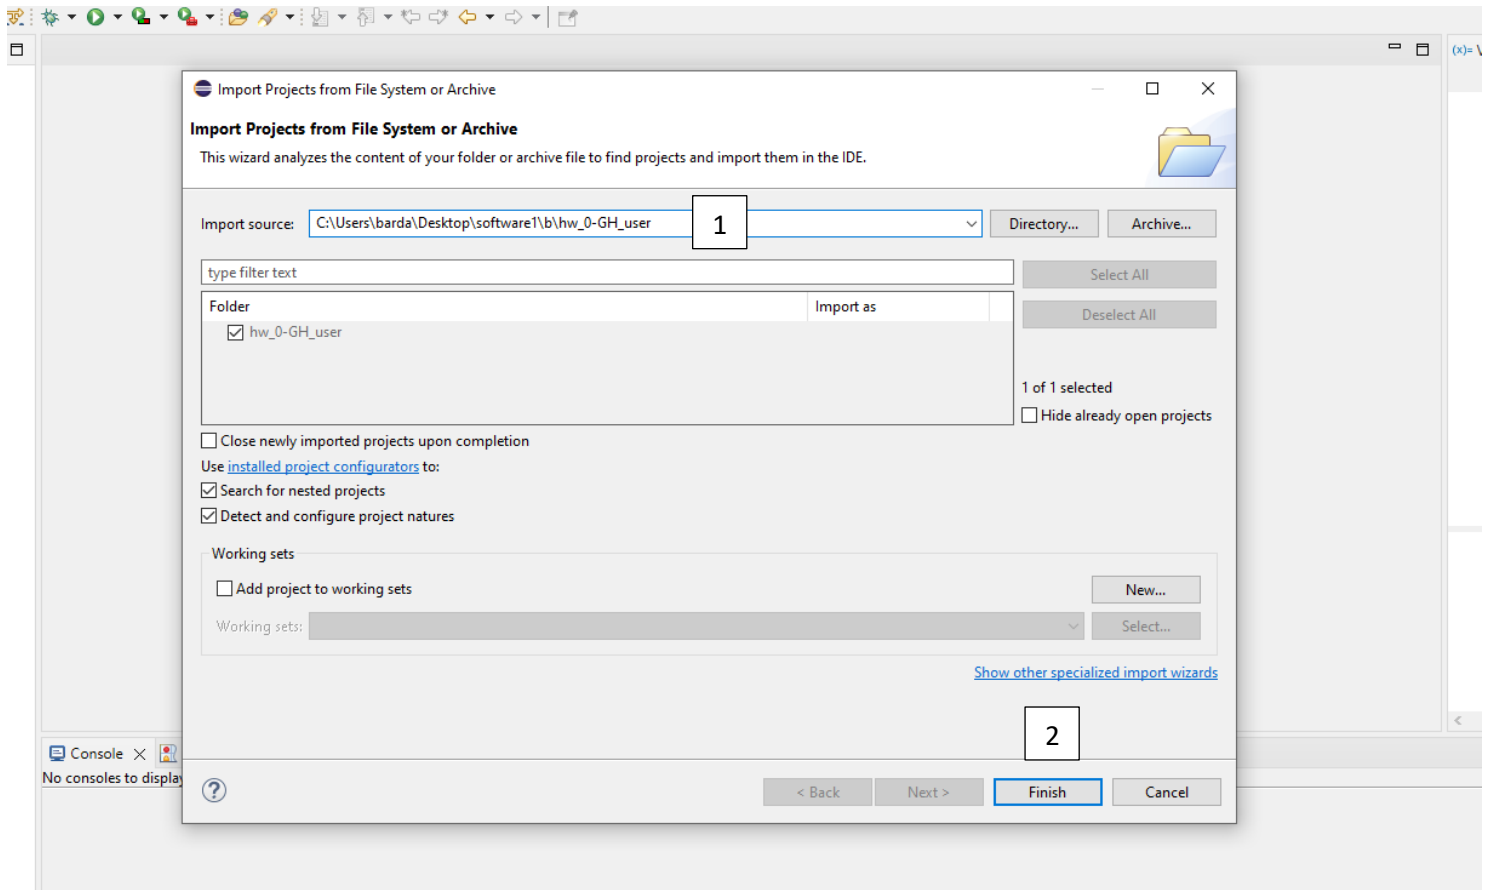 (x)= V
Import Projects from File System or Archive
Import Projects from File System or Archive
This wizard analyzes the content of your folder or archive file to find projects and import them in the IDE.
Import source: C:\Users\barda\Desktop\software1\b\hw_0-GH_user 1 Directory... Archive...
type filter text Select All
Folder Import as Deselect All
hw_0-GH_user
1 of 1 selected
Hide already open projects
Close newly imported projects upon completion
Use installed project configurators to:
Search for nested projects
Detect and configure project natures
Working sets
Add project to working sets New...
Working sets: Select...
Show other specialized import wizards
2
Console
No consoles to display
? < Back Next > Finish Cancel